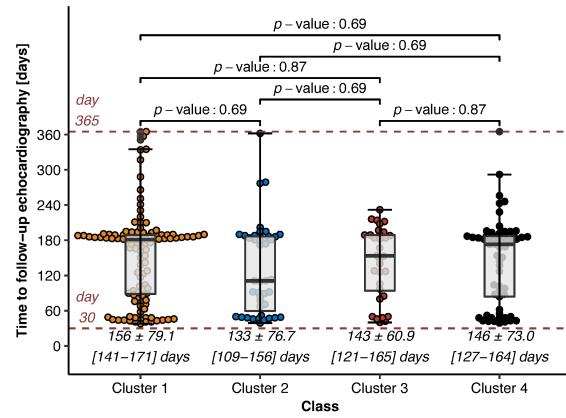 p − value : 0.69
p − value : 0.69
p − value : 0.87
p − value : 0.69
p − value : 0.69
p − value : 0.87
day
365
day
30
Time to follow−up echocardiography [days]
360
300
240
180
120
60
0
156 ± 79.1
[141−171] days
133 ± 76.7
[109−156] days
143 ± 60.9
[121−165] days
146 ± 73.0
[127−164] days
Cluster 1
Cluster 2
Cluster 3
Cluster 4
Class